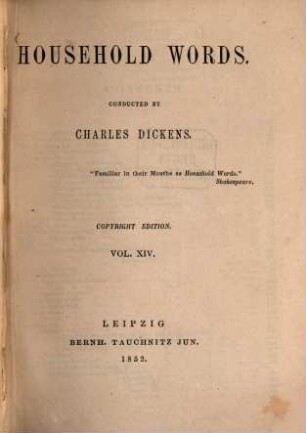 HOUSEHOLD WORDS.
CONDUCTED BY
CHARLES DICKENS.
"Familiar in their Mouths as Household Words."
Shakespeare.
COPYRIGHT EDITION.
VOL. XIV.
LEIPZIG
BERNH. TAUCHNITZ JUN.
1852.